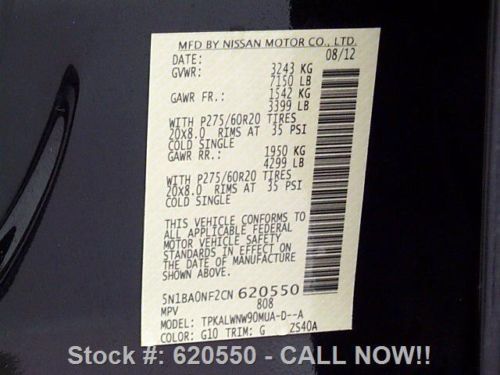 MFD BY NISSAN MOTOR CO., LTD.
DATE: 08/12
GVWR: 3243 KG
7150 LB
GAWR FR.: 1542 KG
3399 LB
WITH P275/60R20 TIRES
20x8.0 RIMS AT 35 PSI
COLD SINGLE
GAWR RR.: 1950 KG
4299 LB
WITH P275/60R20 TIRES
20x8.0 RIMS AT 35 PSI
COLD SINGLE
THIS VEHICLE CONFORMS TO
ALL APPLICABLE FEDERAL
MOTOR VEHICLE SAFETY
STANDARDS IN EFFECT ON
THE DATE OF MANUFACTURE
SHOWN ABOVE.
5N1BA0NF2CN 620550
MPV 808
MODEL: TPKALWNW90MUA-D--A
COLOR: G10 TRIM: G ZS40A
Stock #: 620550 - CALL NOW!!